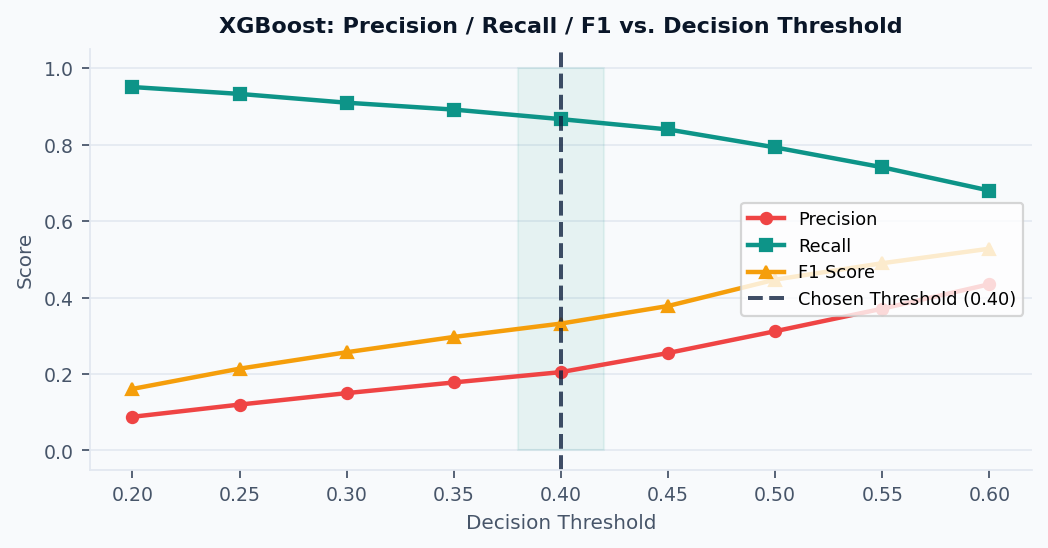 XGBoost: Precision / Recall / F1 vs. Decision Threshold
Score
1.0
0.8
0.6
0.4
0.2
0.0
Precision
Recall
F1 Score
Chosen Threshold (0.40)
0.20 0.25 0.30 0.35 0.40 0.45 0.50 0.55 0.60
Decision Threshold